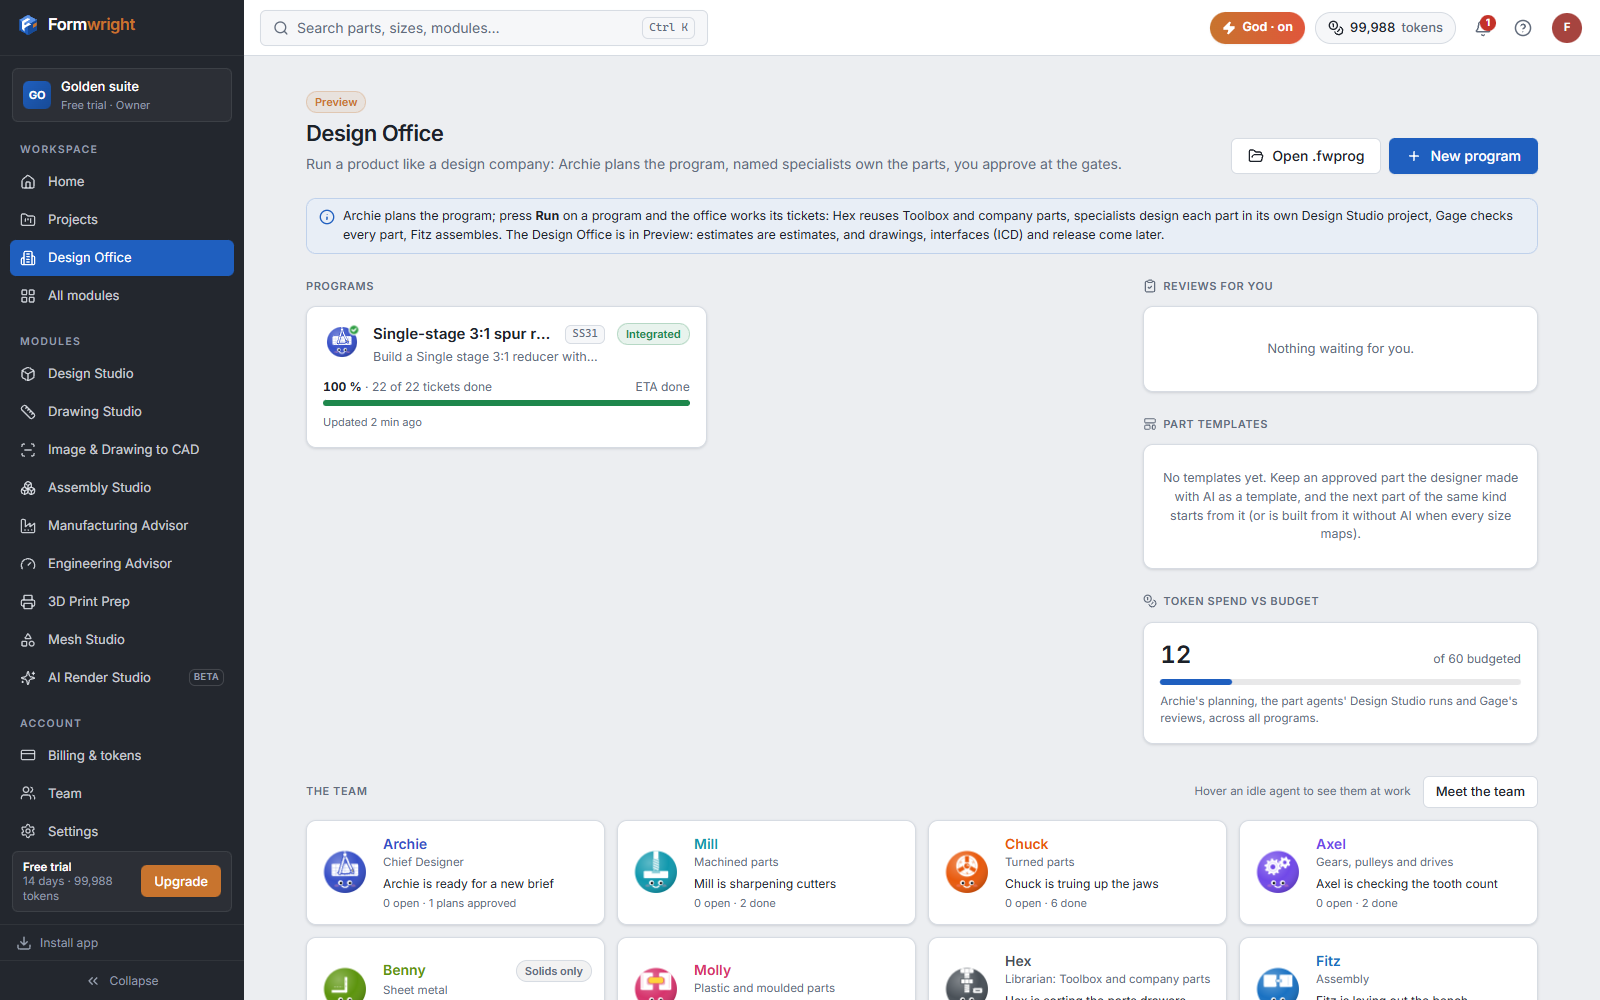 Formwright
Search parts, sizes, modules...
Ctrl K
God · on
99,988 tokens
1
F
GO
Golden suite
Free trial · Owner
WORKSPACE
Home
Projects
Design Office
All modules
MODULES
Design Studio
Drawing Studio
Image & Drawing to CAD
Assembly Studio
Manufacturing Advisor
Engineering Advisor
3D Print Prep
Mesh Studio
AI Render Studio
BETA
ACCOUNT
Billing & tokens
Team
Settings
Free trial
14 days · 99,988
tokens
Upgrade
Install app
Collapse
Preview
Design Office
Run a product like a design company: Archie plans the program, named specialists own the parts, you approve at the gates.
Open .fwprog
New program
Archie plans the program; press Run on a program and the office works its tickets: Hex reuses Toolbox and company parts, specialists design each part in its own Design Studio project, Gage checks
every part, Fitz assembles. The Design Office is in Preview: estimates are estimates, and drawings, interfaces (ICD) and release come later.
PROGRAMS
Single-stage 3:1 spur r...
SS31
Integrated
Build a Single stage 3:1 reducer with...
100 % · 22 of 22 tickets done
ETA done
Updated 2 min ago
REVIEWS FOR YOU
Nothing waiting for you.
PART TEMPLATES
No templates yet. Keep an approved part the designer made
with AI as a template, and the next part of the same kind
starts from it (or is built from it without AI when every size
maps).
TOKEN SPEND VS BUDGET
12
of 60 budgeted
Archie's planning, the part agents' Design Studio runs and Gage's
reviews, across all programs.
THE TEAM
Hover an idle agent to see them at work
Meet the team
Archie
Chief Designer
Archie is ready for a new brief
0 open · 1 plans approved
Mill
Machined parts
Mill is sharpening cutters
0 open · 2 done
Chuck
Turned parts
Chuck is truing up the jaws
0 open · 6 done
Axel
Gears, pulleys and drives
Axel is checking the tooth count
0 open · 2 done
Benny
Solids only
Sheet metal
Molly
Plastic and moulded parts
Hex
Librarian: Toolbox and company parts
Hex is sorting the parts drawers
Fitz
Assembly
Fitz is laying out the bench